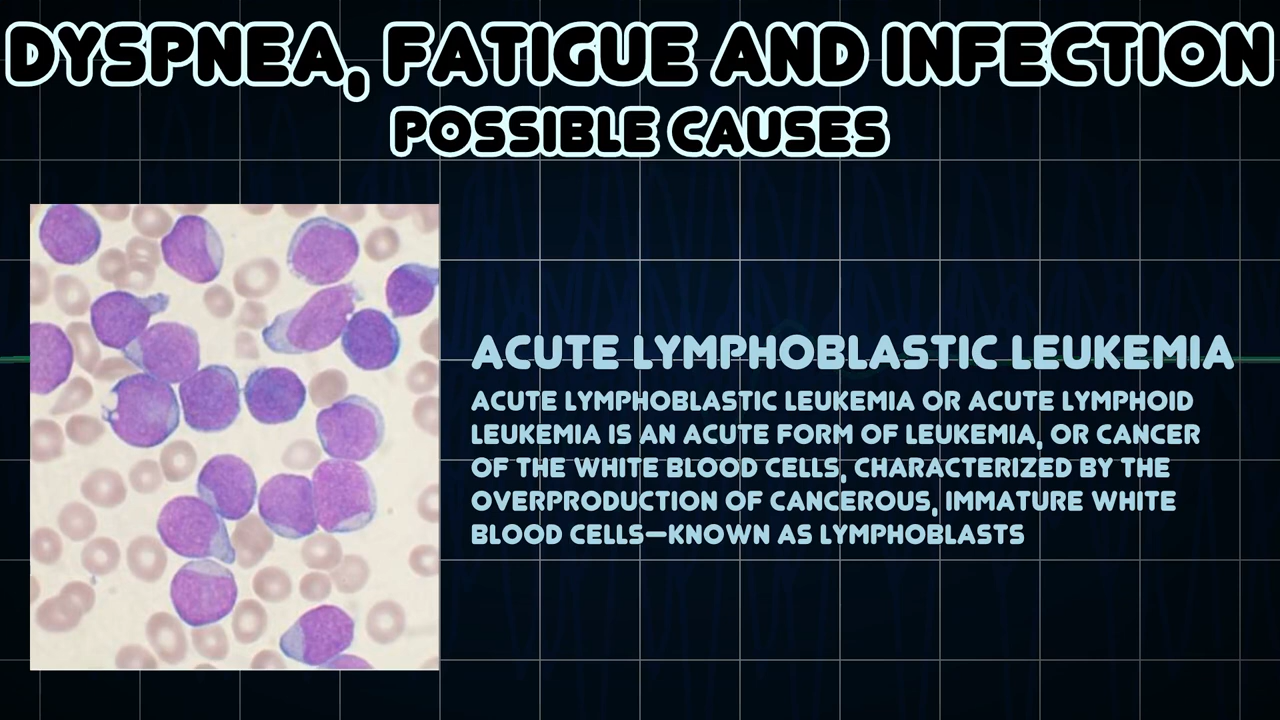 DYSPNEA, FATIGUE AND INFECTION
POSSIBLE CAUSES
ACUTE LYMPHOBLASTIC LEUKEMIA
ACUTE LYMPHOBLASTIC LEUKEMIA OR ACUTE LYMPHOID
LEUKEMIA IS AN ACUTE FORM OF LEUKEMIA, OR CANCER
OF THE WHITE BLOOD CELLS, CHARACTERIZED BY THE
OVERPRODUCTION OF CANCEROUS, IMMATURE WHITE
BLOOD CELLS—KNOWN AS LYMPHOBLASTS